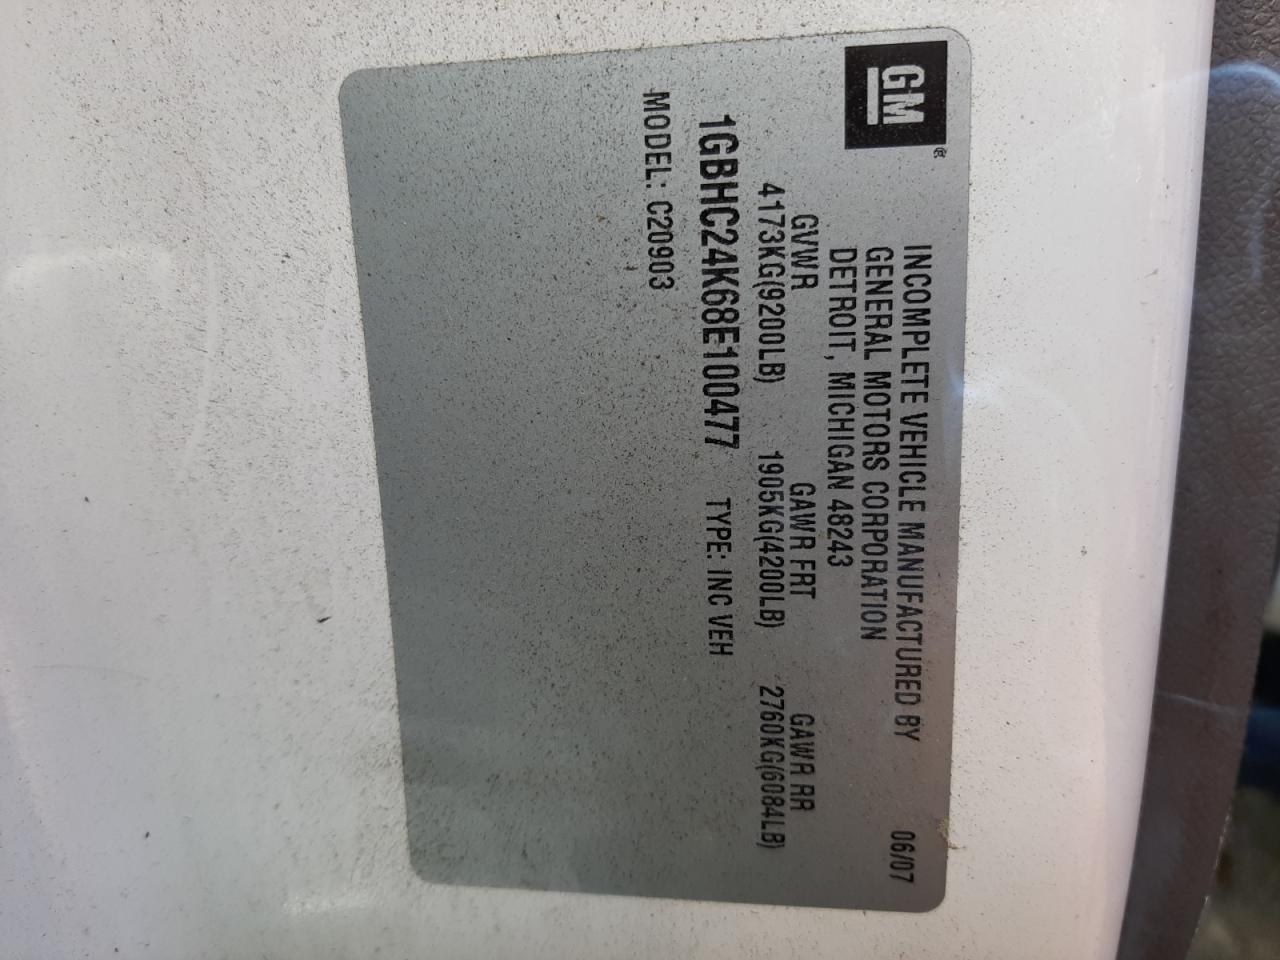 GM®
INCOMPLETE VEHICLE MANUFACTURED BY 06/07
GENERAL MOTORS CORPORATION
DETROIT, MICHIGAN 48243
GVWR GAWR FRT GAWR RR
4173KG(9200LB) 1905KG(4200LB) 2760KG(6084LB)
1GBHC24K68E100477 TYPE: INC VEH
MODEL: C20903